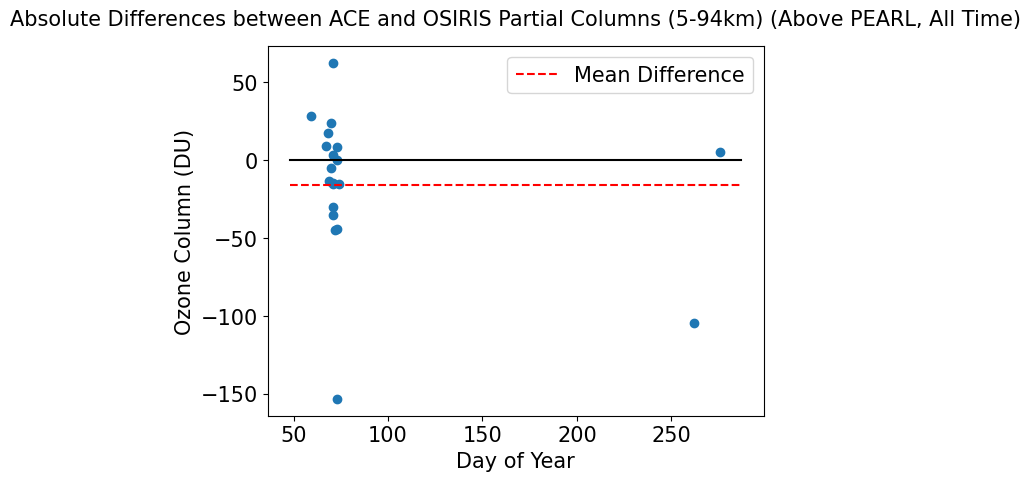 Absolute Differences between ACE and OSIRIS Partial Columns (5-94km) (Above PEARL, All Time)
Mean Difference
50
0
−50
−100
−150
Ozone Column (DU)
50 100 150 200 250
Day of Year